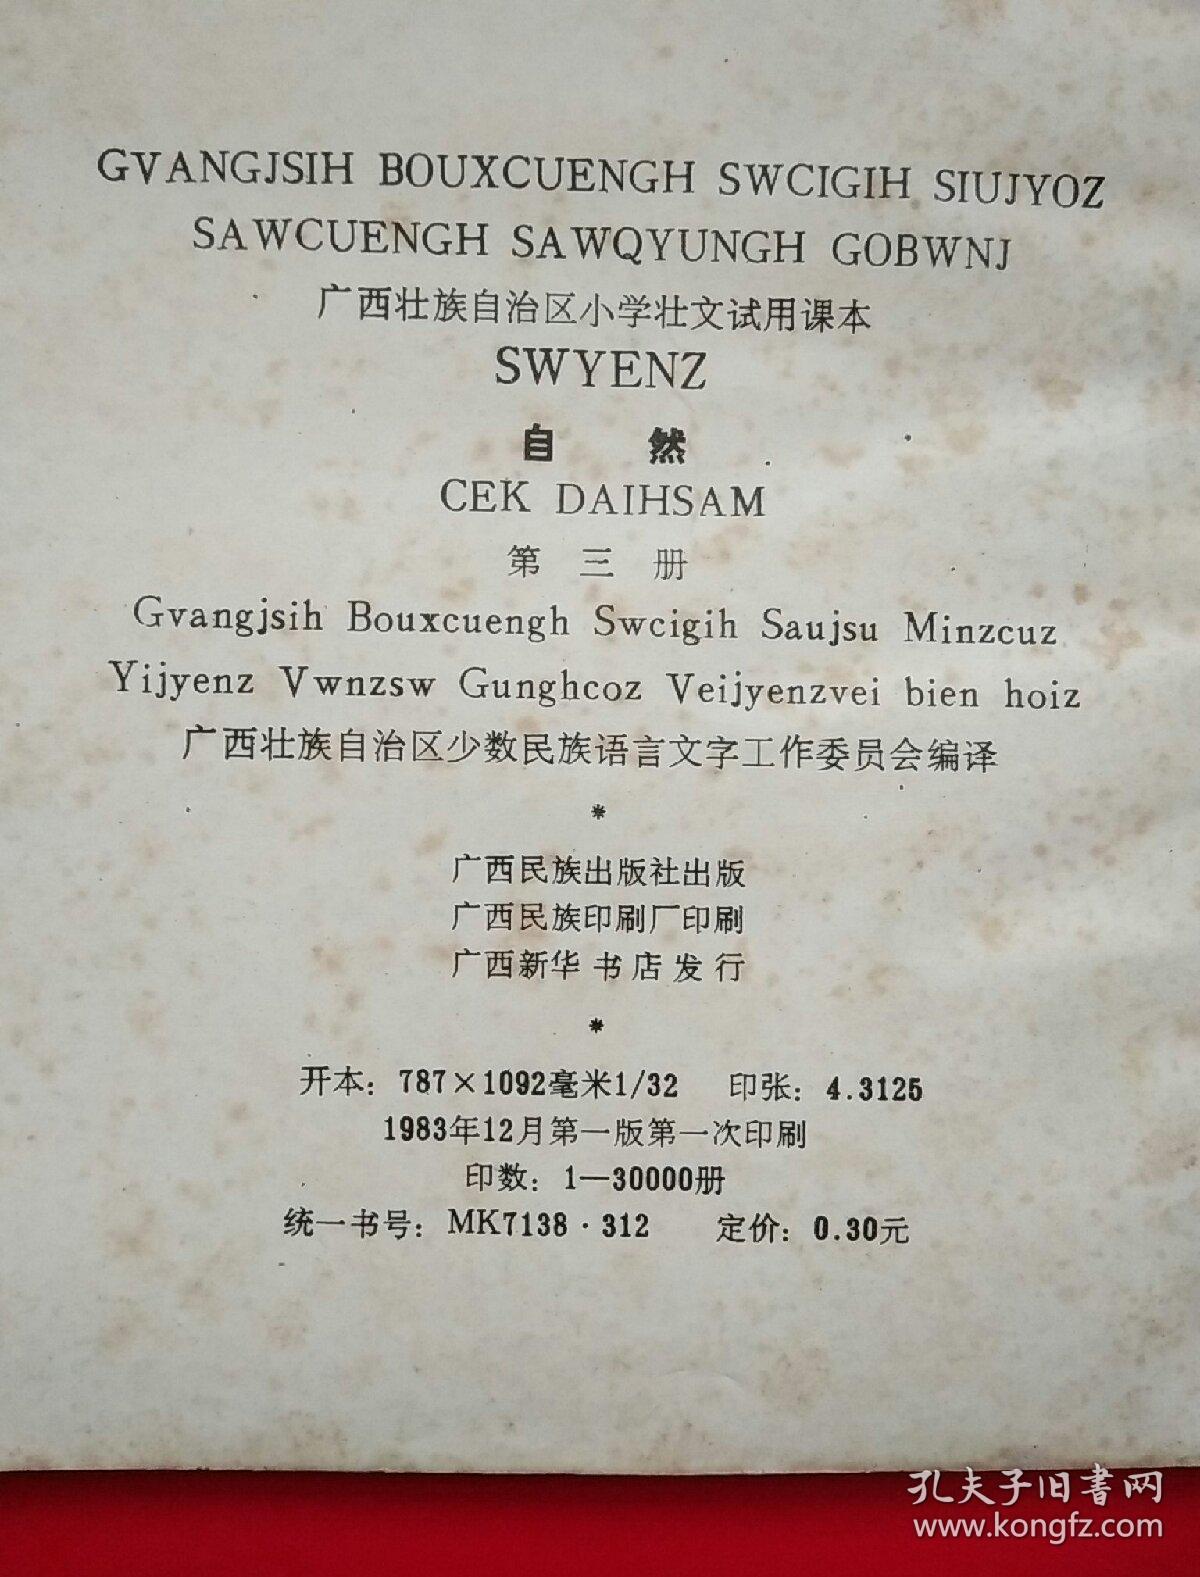 GVANGJSIH BOUXCUENGH SWCIGIH SIUJYOZ
SAWCUENGH SAWQYUNGH GOBWNJ
广西壮族自治区小学壮文试用课本
SWYENZ
自 然
CEK DAIHSAM
第 三 册
Gvangjsih Bouxcuengh Swcigih Saujsu Minzcuz
Yijyenz Vwnzsw Gunghcoz Veijyenzvei bien hoiz
广西壮族自治区少数民族语言文字工作委员会编译
*
广西民族出版社出版
广西民族印刷厂印刷
广西新华书店发行
*
开本：787×1092毫米1/32 印张：4.3125
1983年12月第一版第一次印刷
印数：1—30000册
统一书号：MK7138·312 定价：0.30元
孔夫子旧书网
www.kongfz.com